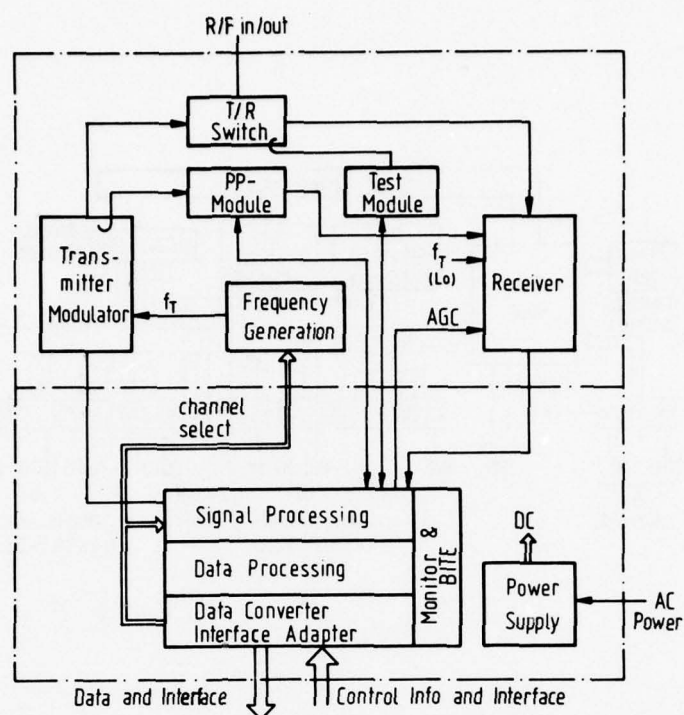 R/F in/out
T/R
Switch
PP-
Module
Test
Module
Trans-
mitter
Modulator
fT
Frequency
Generation
fT
(Lo)
Receiver
AGC
channel
select
Signal Processing
Data Processing
Data Converter
Interface Adapter
Monitor &
BITE
DC
Power
Supply
AC
Power
Data and Interface
Control Info and Interface